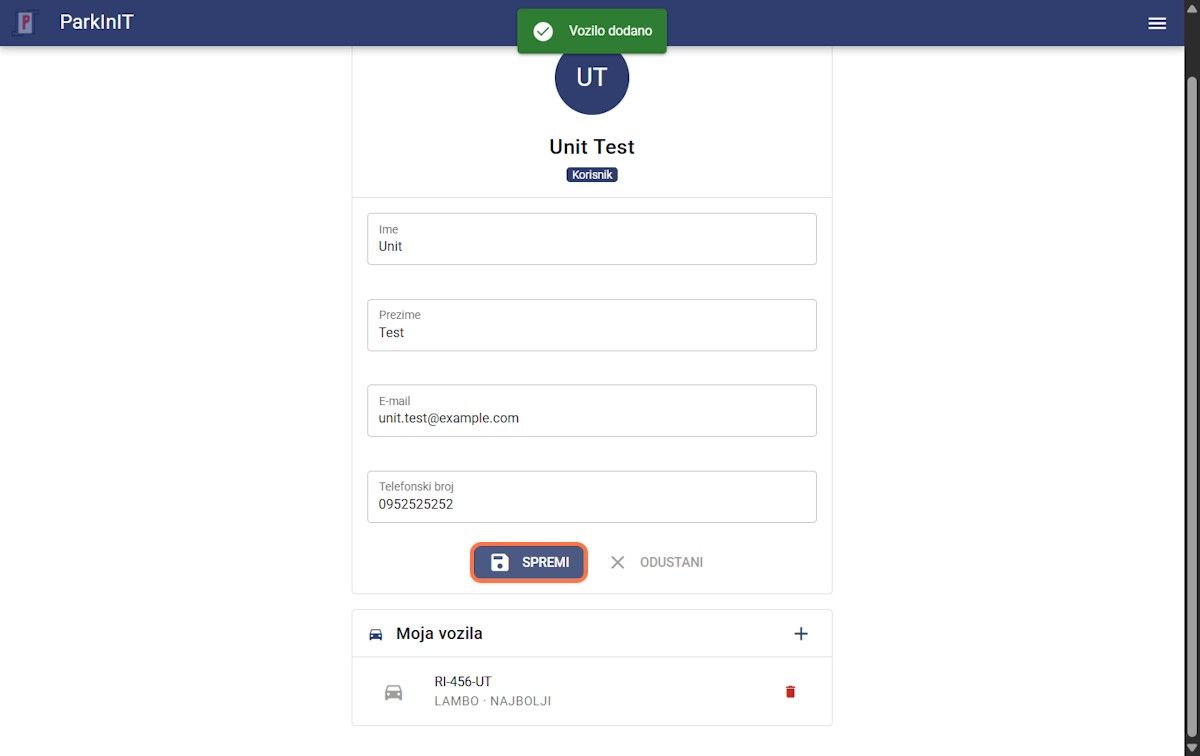 P
ParkInIT
Vozilo dodano
UT
Unit Test
Korisnik
Ime
Unit
Prezime
Test
E-mail
unit.test@example.com
Telefonski broj
0952525252
SPREMI
ODUSTANI
Moja vozila
RI-456-UT
LAMBO · NAJBOLJI